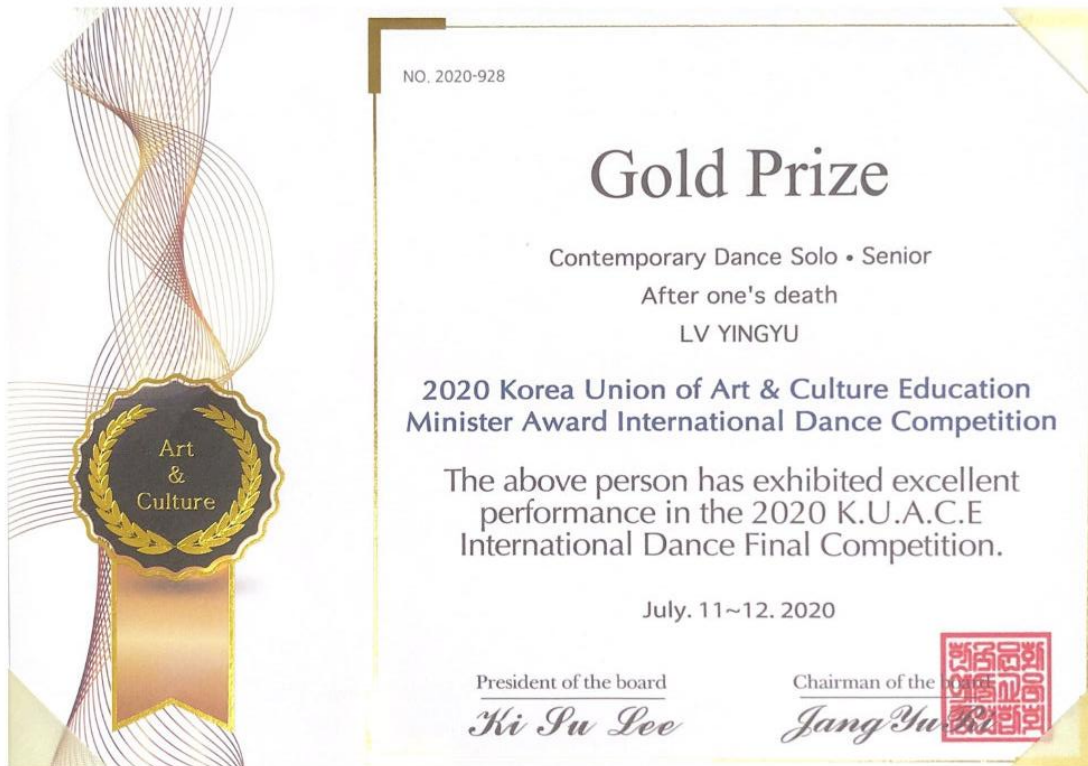 NO. 2020-928
Gold Prize
Contemporary Dance Solo • Senior
After one's death
LV YINGYU
2020 Korea Union of Art & Culture Education
Minister Award International Dance Competition
The above person has exhibited excellent
performance in the 2020 K.U.A.C.E
International Dance Final Competition.
July. 11~12. 2020
Art
&
Culture
President of the board
Ki Su Lee
Chairman of the board
Jang Yu Ri